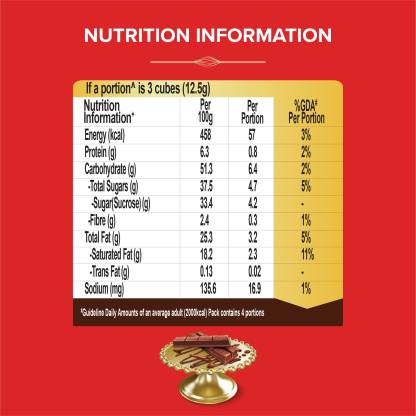 NUTRITION INFORMATION
If a portion^ is 3 cubes (12.5g)
Nutrition Information+ Per 100g Per Portion %GDA# Per Portion
Energy (kcal) 458 57 3%
Protein (g) 6.3 0.8 2%
Carbohydrate (g) 51.3 6.4 2%
-Total Sugars (g) 37.5 4.7 5%
-Sugar(Sucrose)(g) 33.4 4.2 -
-Fibre (g) 2.4 0.3 1%
Total Fat (g) 25.3 3.2 5%
-Saturated Fat (g) 18.2 2.3 11%
-Trans Fat (g) 0.13 0.02 -
Sodium (mg) 135.6 16.9 1%
#Guideline Daily Amounts of an average adult (2000kcal) Pack contains 4 portions